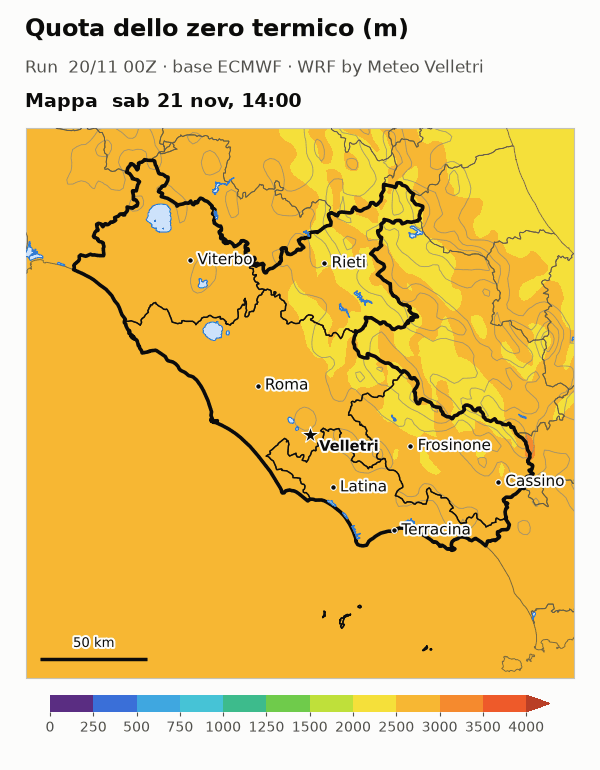 Quota dello zero termico (m)
Run  20/11 00Z · base ECMWF · WRF by Meteo Velletri
Mappa  sab 21 nov, 14:00
Viterbo
Rieti
Roma
Velletri
Frosinone
Latina
Cassino
Terracina
50 km
0 250 500 750 1000 1250 1500 2000 2500 3000 3500 4000